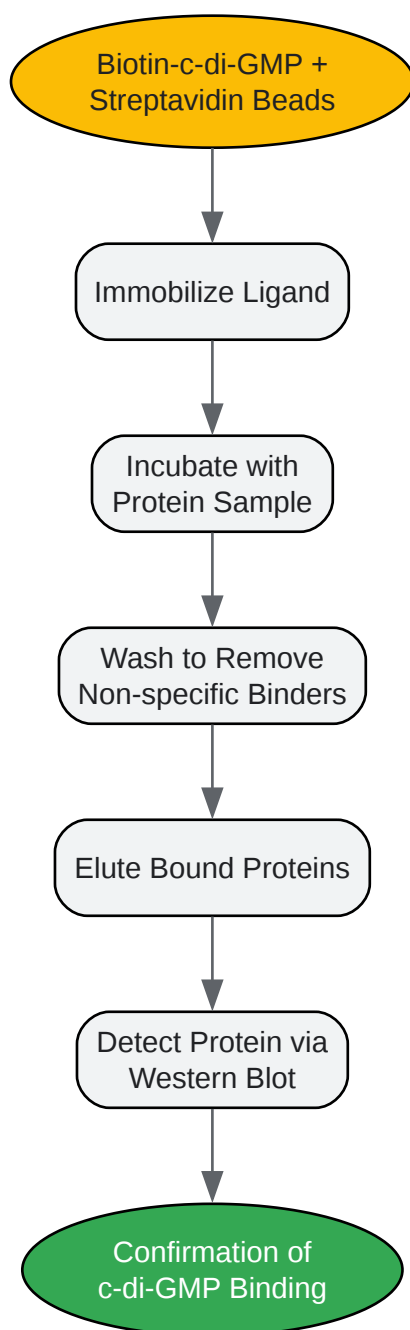 Biotin-c-di-GMP +
Streptavidin Beads
Immobilize Ligand
Incubate with
Protein Sample
Wash to Remove
Non-specific Binders
Elute Bound Proteins
Detect Protein via
Western Blot
Confirmation of
c-di-GMP Binding